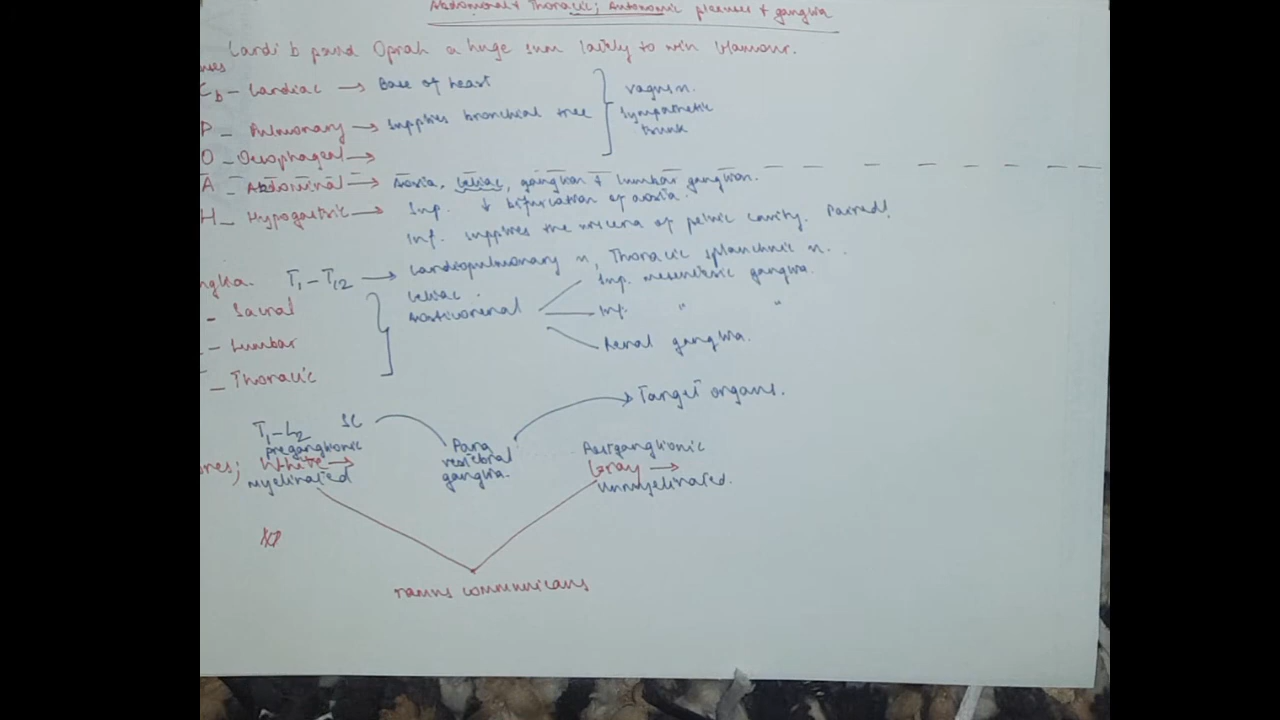 Abdominal & Thoracic; Autonomic plexuses & ganglia
Cardi b paid Oprah a huge sum lately to win
Cb - Cardiac → Base of heart
P - Pulmonary → supplies bronchial tree
vagus n.
sympathetic
trunk
O - Oesophageal →
A - Abdominal → Aorta, celiac, ganglion & lumbar ganglion.
H - Hypogastric → Sup. ↓ bifurcation of aorta.
Inf. supplies the viscera of pelvic cavity. Paired!
T1 - T12 → Cardiopulmonary n, Thoracic splanchnic n.
- Sacral
- Lumbar
- Thoracic
Celiac
Aorticorenal
Sup. mesenteric ganglia.
Inf. " "
Renal ganglia.
T1 - L2 SC
preganglionic
White →
myelinated
Para
vertebral
ganglia.
Target organs.
Postganglionic
Gray →
Unmyelinated.
ramus communicans